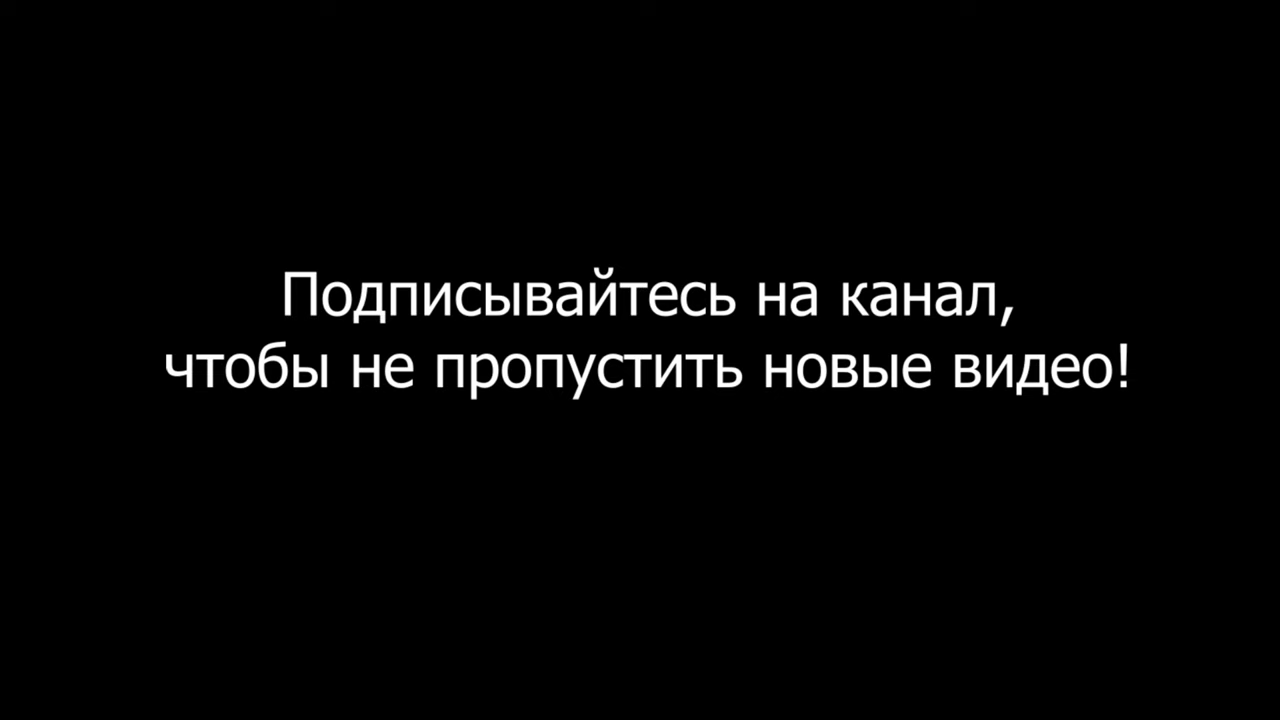 Подписывайтесь на канал,
чтобы не пропустить новые видео!